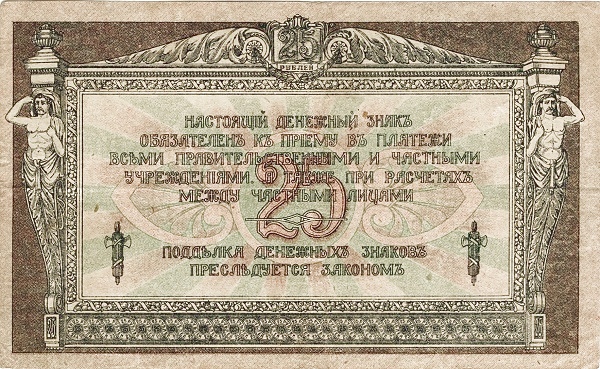 25
РУБЛЕЙ
НАСТОЯЩІЙ ДЕНЕЖНЫЙ ЗНАКЪ
ОБЯЗАТЕЛЕНЪ КЪ ПРІЕМУ ВЪ ПЛАТЕЖИ
ВСѢМИ ПРАВИТЕЛЬСТВЕННЫМИ И ЧАСТНЫМИ
УЧРЕЖДЕНІЯМИ, А ТАКЖЕ ПРИ РАСЧЕТАХЪ
МЕЖДУ ЧАСТНЫМИ ЛИЦАМИ
25
ПОДДѢЛКА ДЕНЕЖНЫХЪ ЗНАКОВЪ
ПРЕСЛѢДУЕТСЯ ЗАКОНОМЪ